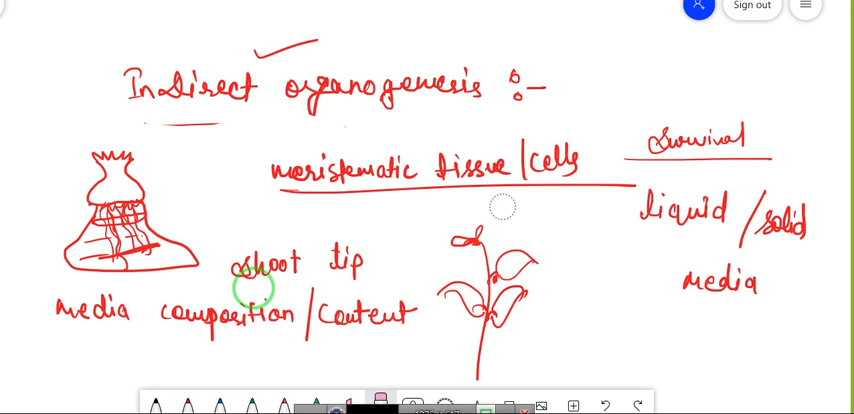 Sign out
Indirect organogenesis :-
Survival
meristematic tissue/cells
liquid/solid
media
shoot tip
media composition/content